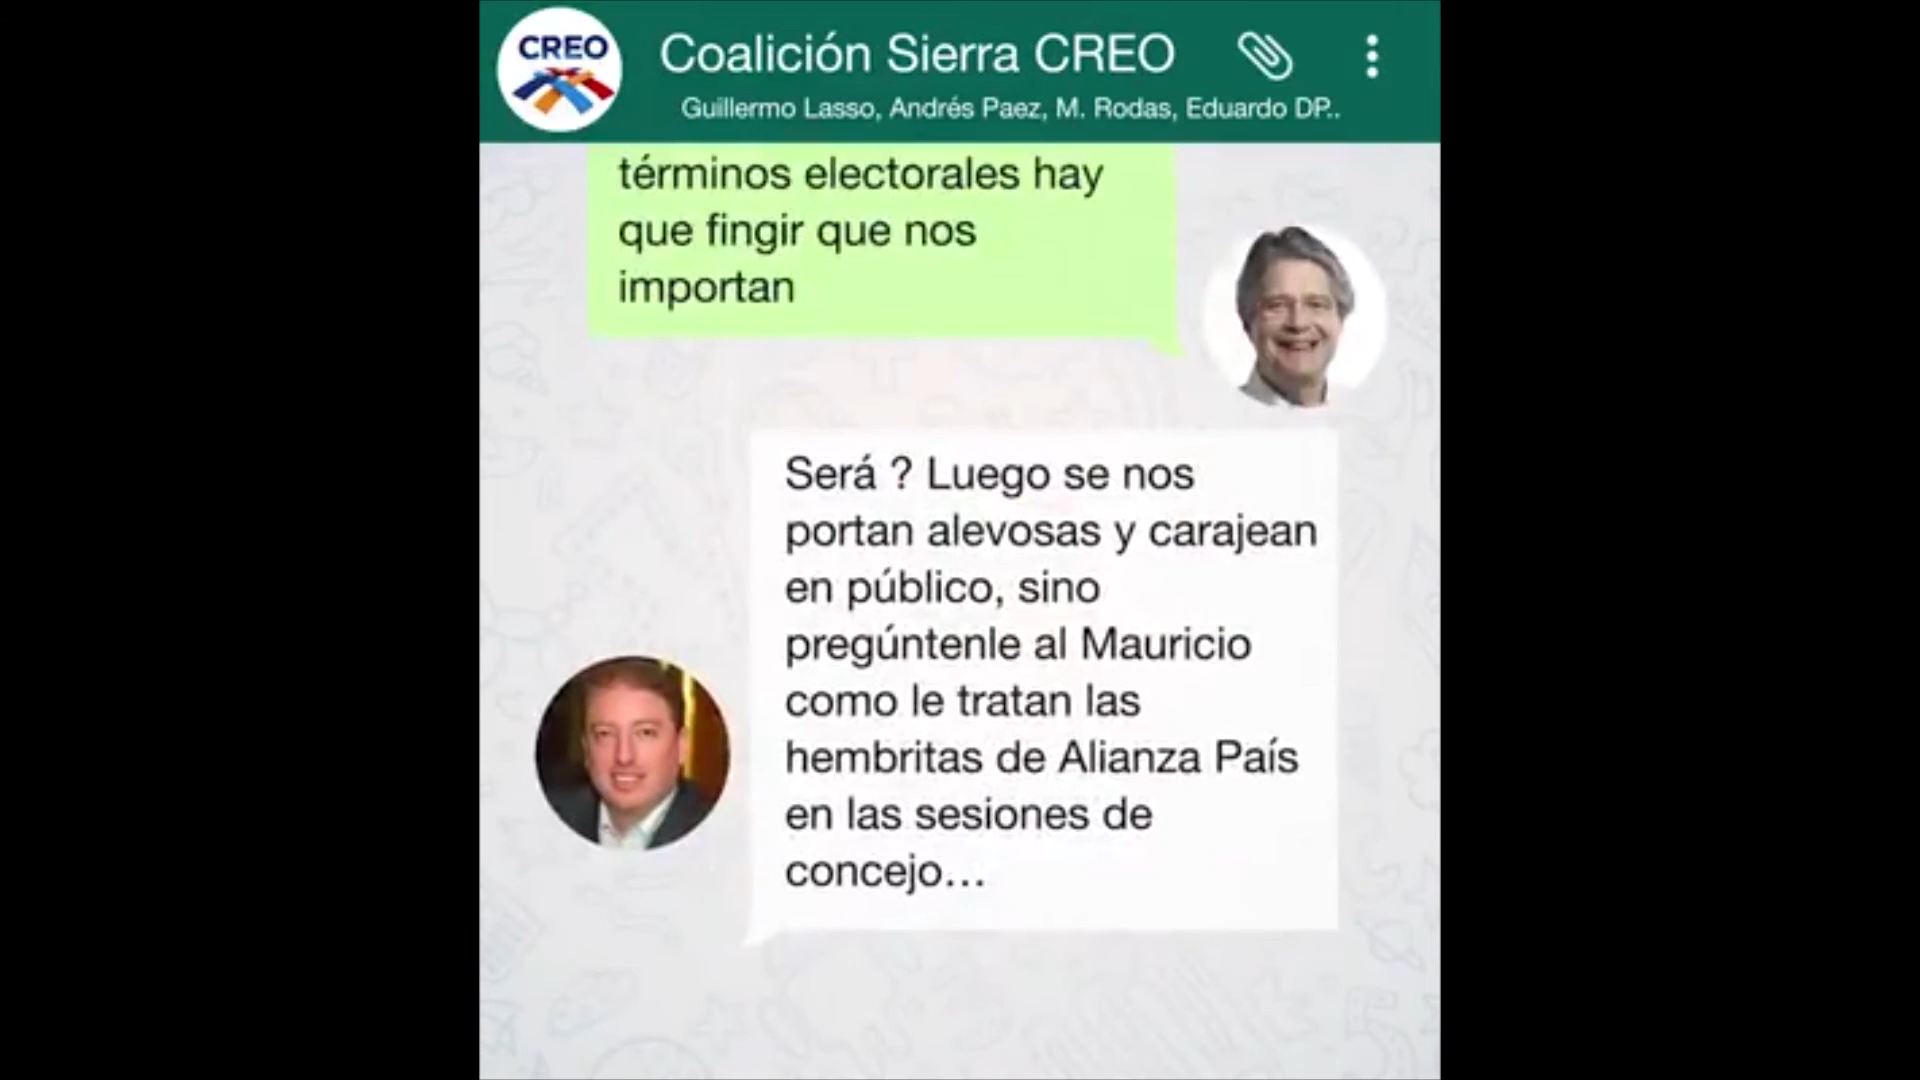 CREO
Coalición Sierra CREO
Guillermo Lasso, Andrés Paez, M. Rodas, Eduardo DP..
términos electorales hay
que fingir que nos
importan
Será ? Luego se nos
portan alevosas y carajean
en público, sino
pregúntenle al Mauricio
como le tratan las
hembritas de Alianza País
en las sesiones de
concejo...